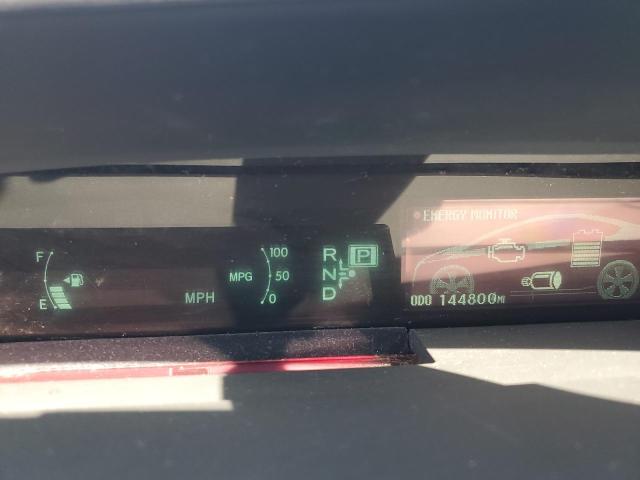 F
E
MPH
MPG
100
50
0
R
N
D
P
ENERGY MONITOR
ODO 144800MI